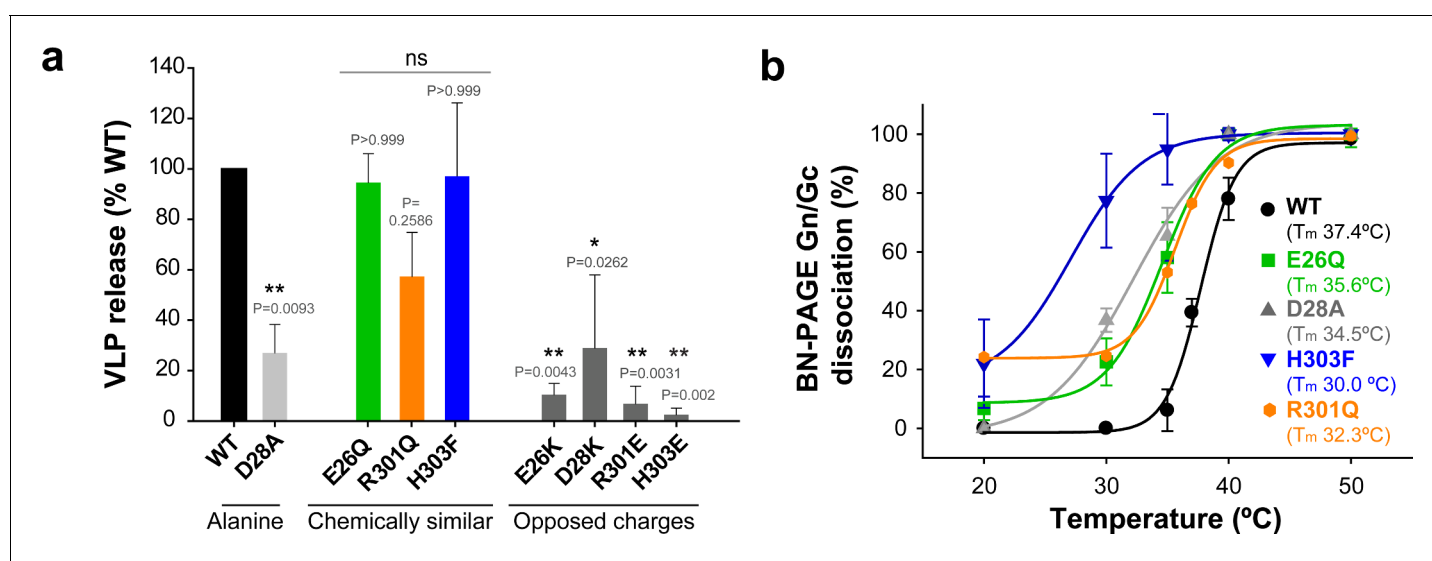 a
VLP release (% WT)
140
120
100
80
60
40
20
0
ns
P>0.999
P>0.999
P=
0.2586
**
P=0.0093
*
P=0.0262
**
P=0.0043
**
P=0.0031
**
P=0.002
WT
D28A
E26Q
R301Q
H303F
E26K
D28K
R301E
H303E
Alanine
Chemically similar
Opposed charges
b
BN-PAGE Gn/Gc
dissociation (%)
100
80
60
40
20
0
20
30
40
50
Temperature (ºC)
WT
(Tm 37.4ºC)
E26Q
(Tm 35.6ºC)
D28A
(Tm 34.5ºC)
H303F
(Tm 30.0 ºC)
R301Q
(Tm 32.3ºC)